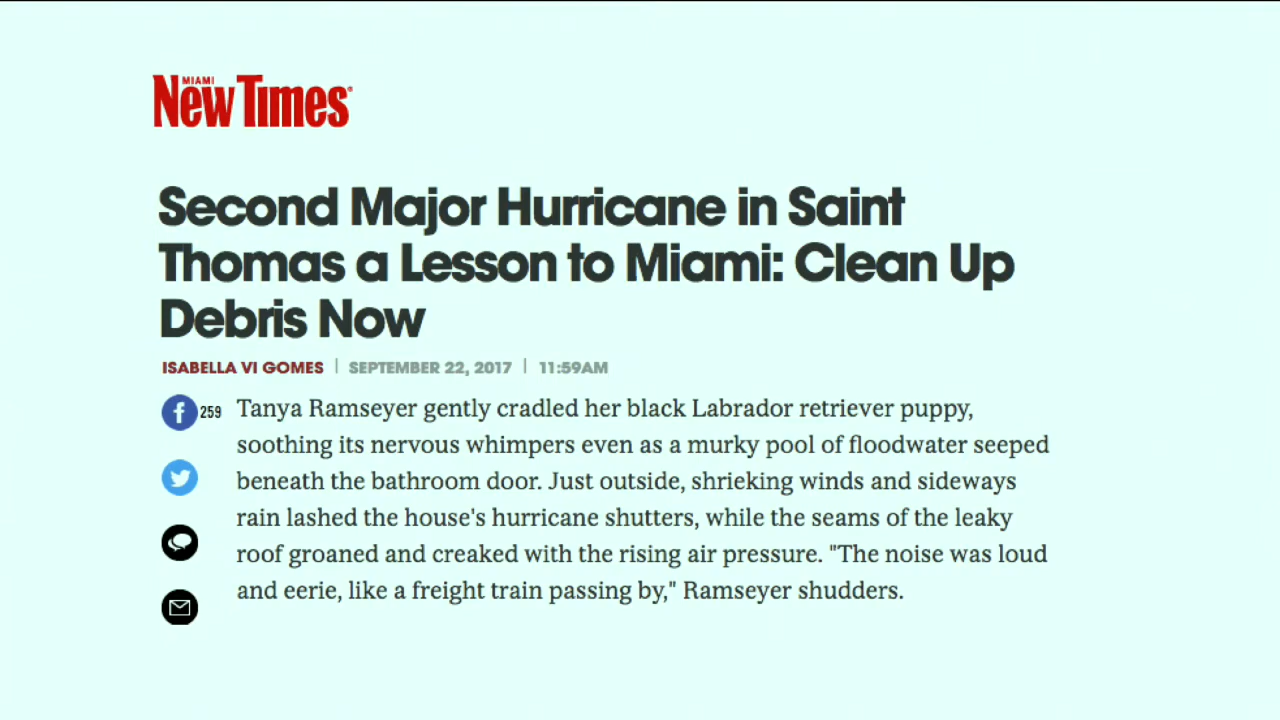 MIAMI
New Times
Second Major Hurricane in Saint
Thomas a Lesson to Miami: Clean Up
Debris Now
ISABELLA VI GOMES | SEPTEMBER 22, 2017 | 11:59AM
259
Tanya Ramseyer gently cradled her black Labrador retriever puppy,
soothing its nervous whimpers even as a murky pool of floodwater seeped
beneath the bathroom door. Just outside, shrieking winds and sideways
rain lashed the house's hurricane shutters, while the seams of the leaky
roof groaned and creaked with the rising air pressure. "The noise was loud
and eerie, like a freight train passing by," Ramseyer shudders.